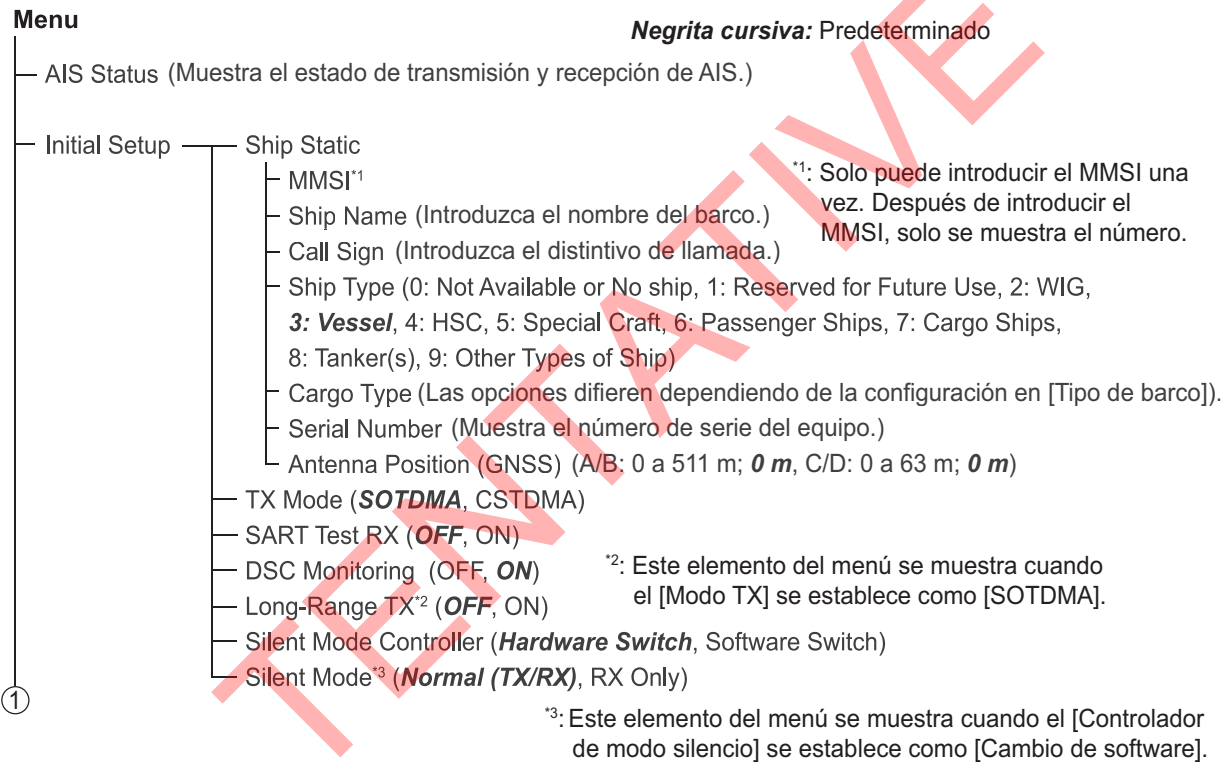 Menu
Negrita cursiva: Predeterminado
AIS Status (Muestra el estado de transmisión y recepción de AIS.)
Initial Setup
Ship Static
MMSI*1
*1: Solo puede introducir el MMSI una
vez. Después de introducir el
MMSI, solo se muestra el número.
Ship Name (Introduzca el nombre del barco.)
Call Sign (Introduzca el distintivo de llamada.)
Ship Type (0: Not Available or No ship, 1: Reserved for Future Use, 2: WIG,
3: Vessel, 4: HSC, 5: Special Craft, 6: Passenger Ships, 7: Cargo Ships,
8: Tanker(s), 9: Other Types of Ship)
Cargo Type (Las opciones difieren dependiendo de la configuración en [Tipo de barco]).
Serial Number (Muestra el número de serie del equipo.)
Antenna Position (GNSS) (A/B: 0 a 511 m; 0 m, C/D: 0 a 63 m; 0 m)
TX Mode (SOTDMA, CSTDMA)
SART Test RX (OFF, ON)
DSC Monitoring (OFF, ON)
Long-Range TX*2 (OFF, ON)
*2: Este elemento del menú se muestra cuando
el [Modo TX] se establece como [SOTDMA].
Silent Mode Controller (Hardware Switch, Software Switch)
Silent Mode*3 (Normal (TX/RX), RX Only)
1
*3: Este elemento del menú se muestra cuando el [Controlador
de modo silencio] se establece como [Cambio de software].
TENTATIVE